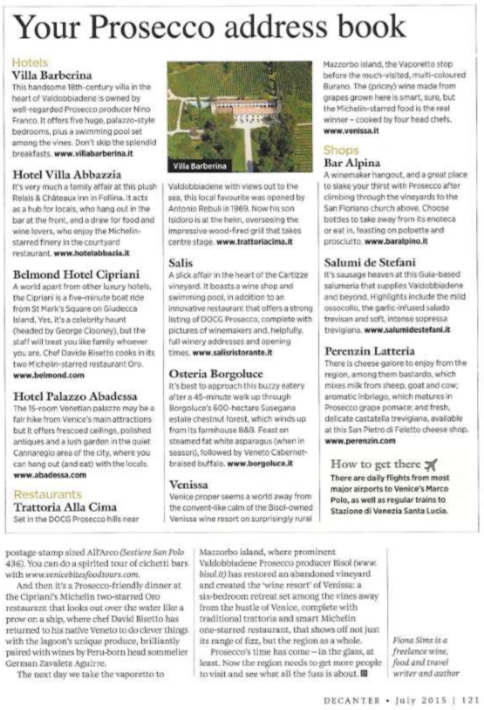 Your Prosecco address book
Hotels
Villa Barberina
This handsome 18th-century villa in the
heart of Valdobbiadene is owned by
well-regarded Prosecco producer Nino
Franco. It offers five huge, palazzo-style
bedrooms, plus a swimming pool set
among the vines. Don't skip the splendid
breakfasts. www.villabarberina.it
Hotel Villa Abbazzia
It's very much a family affair at this plush
Relais & Châteaux inn in Follina. It acts
as a hub for locals, who hang out in the
bar at the front, and a draw for food and
wine lovers, who enjoy the Michelin-
starred finery in the courtyard
restaurant. www.hotelabbazia.it
Belmond Hotel Cipriani
A world apart from other luxury hotels,
the Cipriani is a five-minute boat ride
from St Mark's Square on Giudecca
Island. Yes, it's a celebrity haunt
(headed by George Clooney), but the
staff will treat you like family whoever
you are. Chef Davide Bisetto cooks in its
two Michelin-starred restaurant Oro.
www.belmond.com
Hotel Palazzo Abadessa
The 15-room Venetian palazzo may be a
fair hike from Venice's main attractions
but it offers frescoed ceilings, polished
antiques and a lush garden in the quiet
Cannaregio area of the city, where you
can hang out (and eat) with the locals.
www.abadessa.com
Restaurants
Trattoria Alla Cima
Set in the DOCG Prosecco hills near
Villa Barberina
Valdobbiadene with views out to the
sea, this local favourite was opened by
Antonio Rebuli in 1969. Now his son
Isidoro is at the helm, overseeing the
impressive wood-fired grill that takes
centre stage. www.trattoriacima.it
Salis
A slick affair in the heart of the Cartizze
vineyard. It boasts a wine shop and
swimming pool, in addition to an
innovative restaurant that offers a strong
listing of DOCG Prosecco, complete with
pictures of winemakers and, helpfully,
full winery addresses and opening
times. www.salisristorante.it
Osteria Borgoluce
It's best to approach this buzzy eatery
after a 45-minute walk up through
Borgoluce's 600-hectare Susegana
estate chestnut forest, which winds up
from its farmhouse B&B. Feast on
steamed fat white asparagus (when in
season), followed by Veneto Cabernet-
braised buffalo. www.borgoluce.it
Venissa
Venice proper seems a world away from
the convent-like calm of the Bisol-owned
Venissa wine resort on surprisingly rural
Mazzorbo island, the Vaporetto stop
before the much-visited, multi-coloured
Burano. The (pricey) wine made from
grapes grown here is smart, sure, but
the Michelin-starred food is the real
winner – cooked by four head chefs.
www.venissa.it
Shops
Bar Alpina
A winemaker hangout, and a great place
to slake your thirst with Prosecco after
climbing through the vineyards to the
San Floriano church above. Choose
bottles to take away from its enoteca
or eat in, feasting on polpette and
prosciutto. www.baralpino.it
Salumi de Stefani
It's sausage heaven at this Guia-based
salumeria that supplies Valdobbiadene
and beyond. Highlights include the mild
ossocollo, the garlic-infused salado
trevisan and soft, intense sopressa
trevigiana. www.salumidestefani.it
Perenzin Latteria
There is cheese galore to enjoy from the
region, among them bastardo, which
mixes milk from sheep, goat and cow;
aromatic inbriago, which matures in
Prosecco grape pomace; and fresh,
delicate castatella trevigiana, available
at this San Pietro di Feletto cheese shop.
www.perenzin.com
How to get there
There are daily flights from most
major airports to Venice's Marco
Polo, as well as regular trains to
Stazione di Venezia Santa Lucia.
postage-stamp sized All'Arco (Sestiere San Polo
436). You can do a spirited tour of cichetti bars
with www.venicebitesfoodtours.com.
And then it's a Prosecco-friendly dinner at
the Cipriani's Michelin two-starred Oro
restaurant that looks out over the water like a
prow on a ship, where chef David Bisetto has
returned to his native Veneto to do clever things
with the lagoon's unique produce, brilliantly
paired with wines by Peru-born head sommelier
German Zavaleta Aguirre.
The next day we take the vaporetto to
Mazzorbo island, where prominent
Valdobbiadene Prosecco producer Bisol (www.
bisol.it) has restored an abandoned vineyard
and created the 'wine resort' of Venissa: a
six-bedroom retreat set among the vines away
from the bustle of Venice, complete with
traditional trattoria and smart Michelin
one-starred restaurant, that shows off not just
its range of fizz, but the region as a whole.
Prosecco's time has come – in the glass, at
least. Now the region needs to get more people
to visit and see what all the fuss is about.
Fiona Sims is a
freelance wine,
food and travel
writer and author
DECANTER • July 2015 | 121